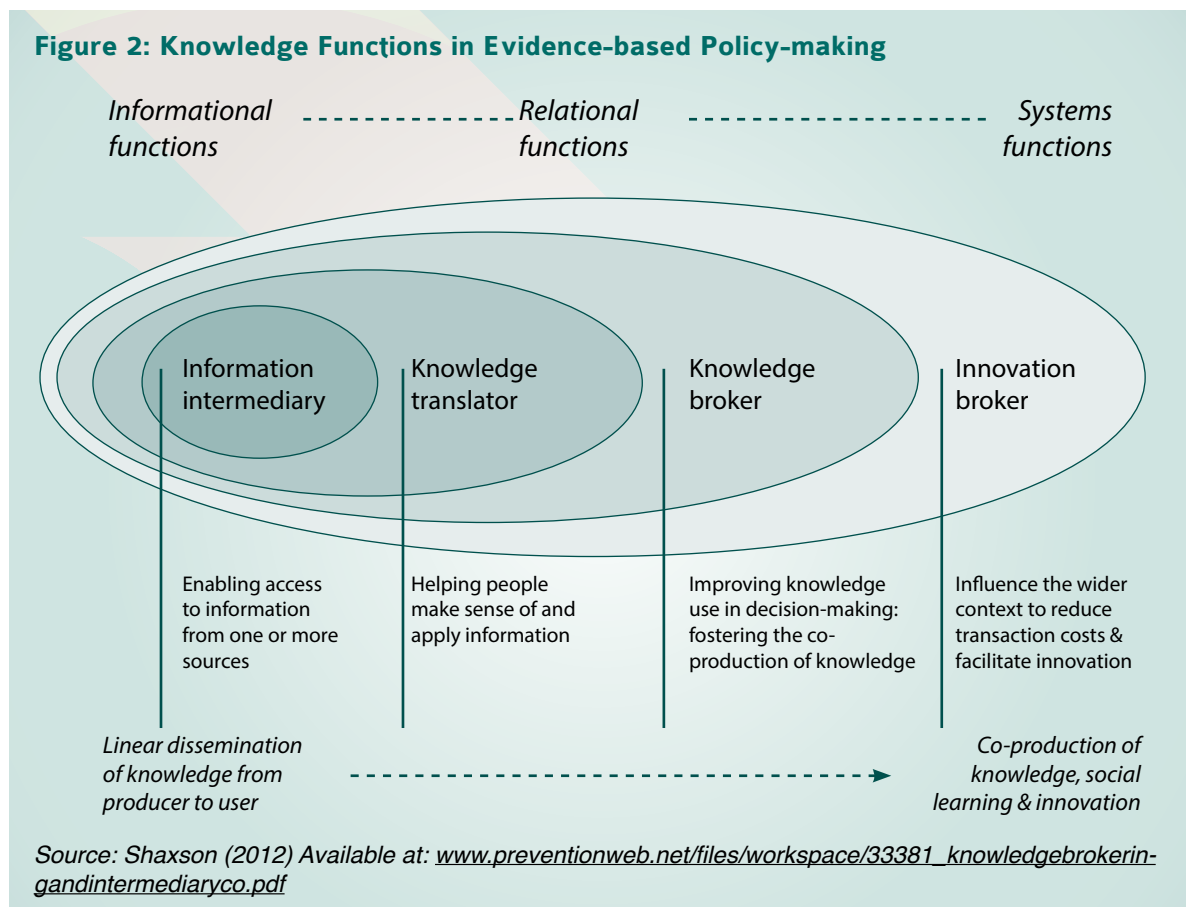 Figure 2: Knowledge Functions in Evidence-based Policy-making
Informational
functions
Relational
functions
Systems
functions
Information
intermediary
Knowledge
translator
Knowledge
broker
Innovation
broker
Enabling access
to information
from one or more
sources
Helping people
make sense of and
apply information
Improving knowledge
use in decision-making:
fostering the co-
production of knowledge
Influence the wider
context to reduce
transaction costs &
facilitate innovation
Linear dissemination
of knowledge from
producer to user
Co-production of
knowledge, social
learning & innovation
Source: Shaxson (2012) Available at: www.preventionweb.net/files/workspace/33381_knowledgebrokerin-
gandintermediaryco.pdf